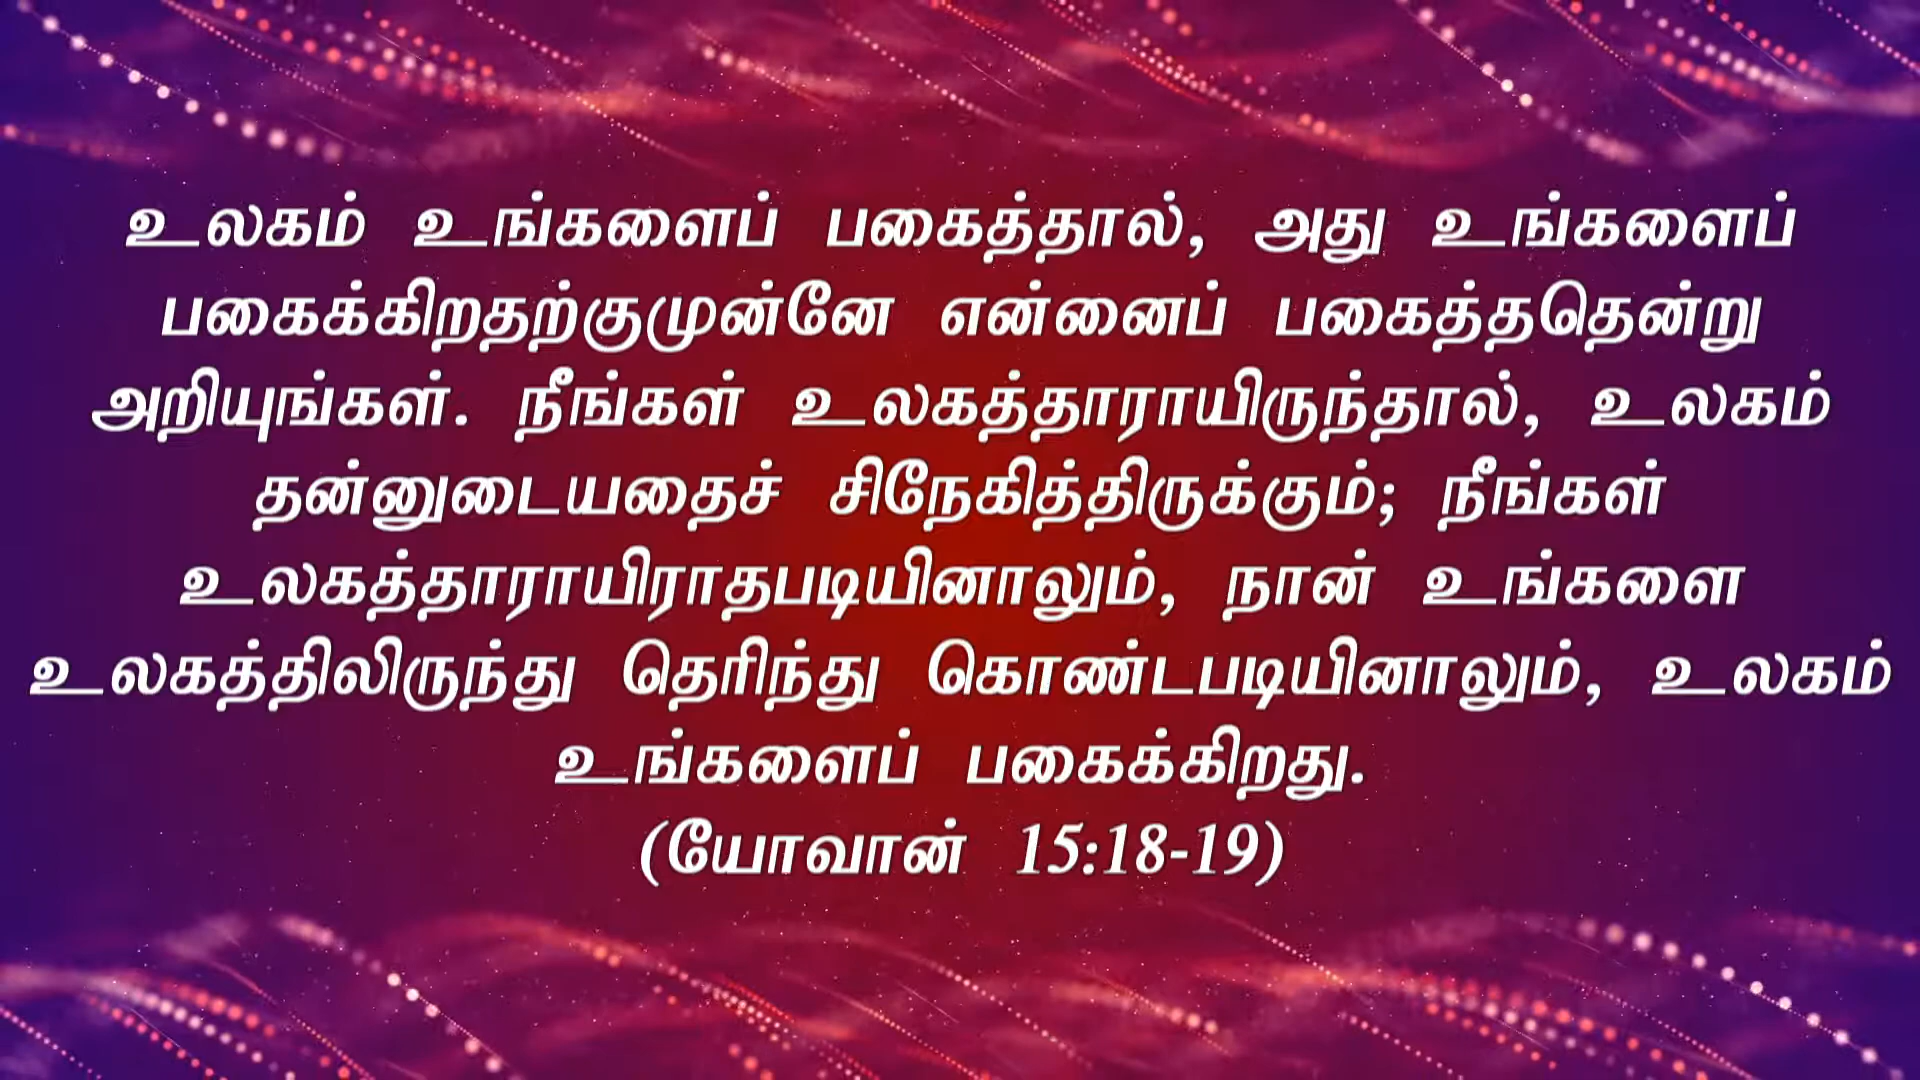 உலகம் உங்களைப் பகைத்தால், அது உங்களைப்
பகைக்கிறதற்குமுன்னே என்னைப் பகைத்ததென்று
அறியுங்கள். நீங்கள் உலகத்தாராயிருந்தால், உலகம்
தன்னுடையதைச் சிநேகித்திருக்கும்; நீங்கள்
உலகத்தாராயிராதபடியினாலும், நான் உங்களை
உலகத்திலிருந்து தெரிந்து கொண்டபடியினாலும், உலகம்
உங்களைப் பகைக்கிறது.
(யோவான் 15:18-19)